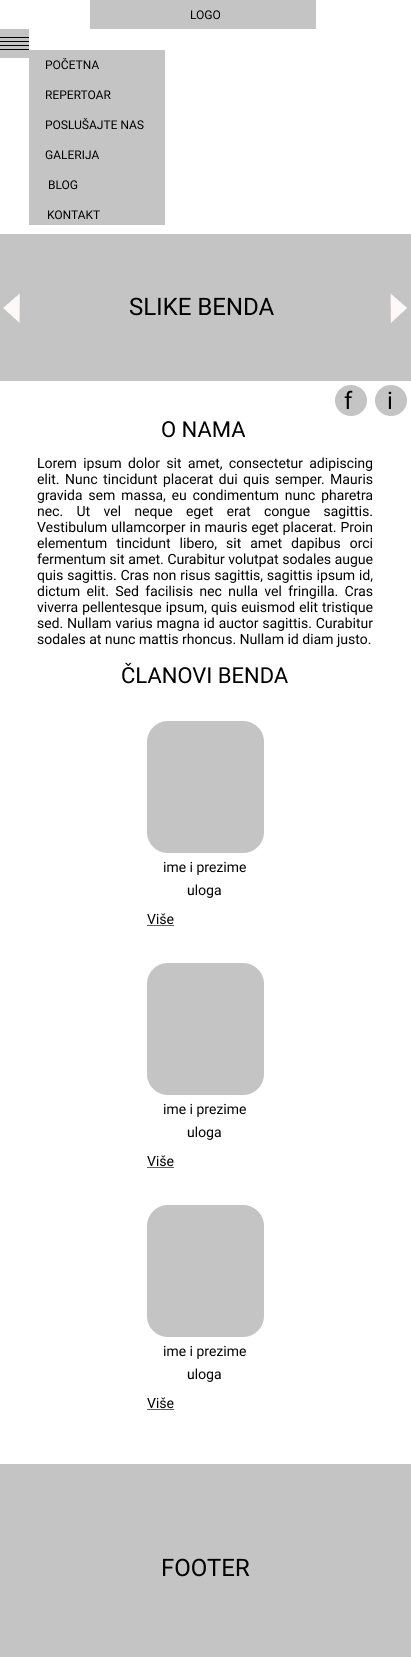 LOGO
POČETNA
REPERTOAR
POSLUŠAJTE NAS
GALERIJA
BLOG
KONTAKT
SLIKE BENDA
f i
O NAMA
Lorem ipsum dolor sit amet, consectetur adipiscing
elit. Nunc tincidunt placerat dui quis semper. Mauris
gravida sem massa, eu condimentum nunc pharetra
nec. Ut vel neque eget erat congue sagittis.
Vestibulum ullamcorper in mauris eget placerat. Proin
elementum tincidunt libero, sit amet dapibus orci
fermentum sit amet. Curabitur volutpat sodales augue
quis sagittis. Cras non risus sagittis, sagittis ipsum id,
dictum elit. Sed facilisis nec nulla vel fringilla. Cras
viverra pellentesque ipsum, quis euismod elit tristique
sed. Nullam varius magna id auctor sagittis. Curabitur
sodales at nunc mattis rhoncus. Nullam id diam justo.
ČLANOVI BENDA
ime i prezime
uloga
Više
ime i prezime
uloga
Više
ime i prezime
uloga
Više
FOOTER